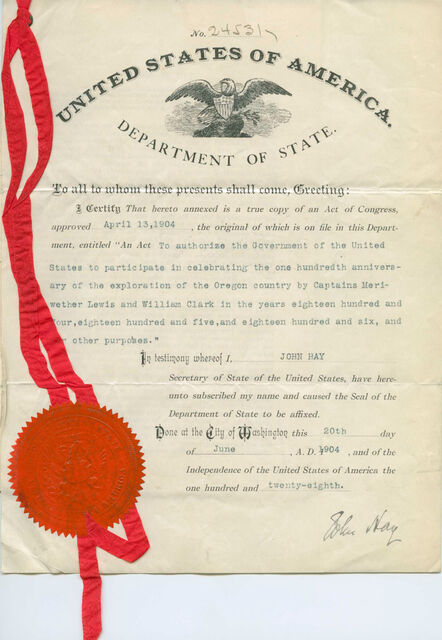 No. 24531
UNITED STATES OF AMERICA.
DEPARTMENT OF STATE.
To all to whom these presents shall come, Greeting:
I Certify That hereto annexed is a true copy of an Act of Congress,
approved April 13,1904 , the original of which is on file in this Depart-
ment, entitled "An Act To authorize the Government of the United
States to participate in celebrating the one hundredth annivers-
ary of the exploration of the Oregon country by Captains Meri-
wether Lewis and William Clark in the years eighteen hundred and
four,eighteen hundred and five,and eighteen hundred and six, and
other purposes."
In testimony whereof I, JOHN HAY
Secretary of State of the United States, have here-
unto subscribed my name and caused the Seal of the
Department of State to be affixed.
Done at the City of Washington this 20th day
of June , A. D. 1904 , and of the
Independence of the United States of America the
one hundred and twenty-eighth.
John Hay